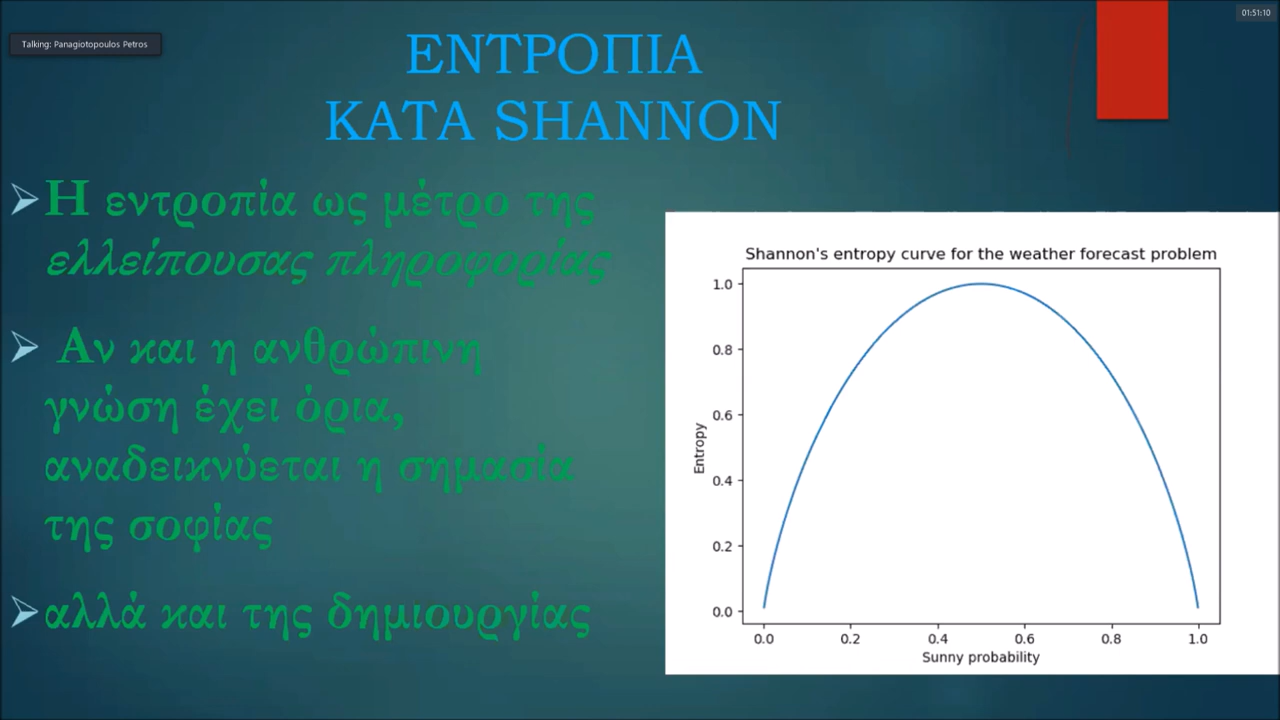 01:51:10
Talking: Panagiotopoulos Petros
ΕΝΤΡΟΠΙΑ
ΚΑΤΑ SHANNON
Η εντροπία ως μέτρο της
ελλείπουσας πληροφορίας
Αν και η ανθρώπινη
γνώση έχει όρια,
αναδεικνύεται η σημασία
της σοφίας
αλλά και της δημιουργίας
Shannon's entropy curve for the weather forecast problem
1.0
0.8
0.6
0.4
0.2
0.0
Entropy
0.0 0.2 0.4 0.6 0.8 1.0
Sunny probability